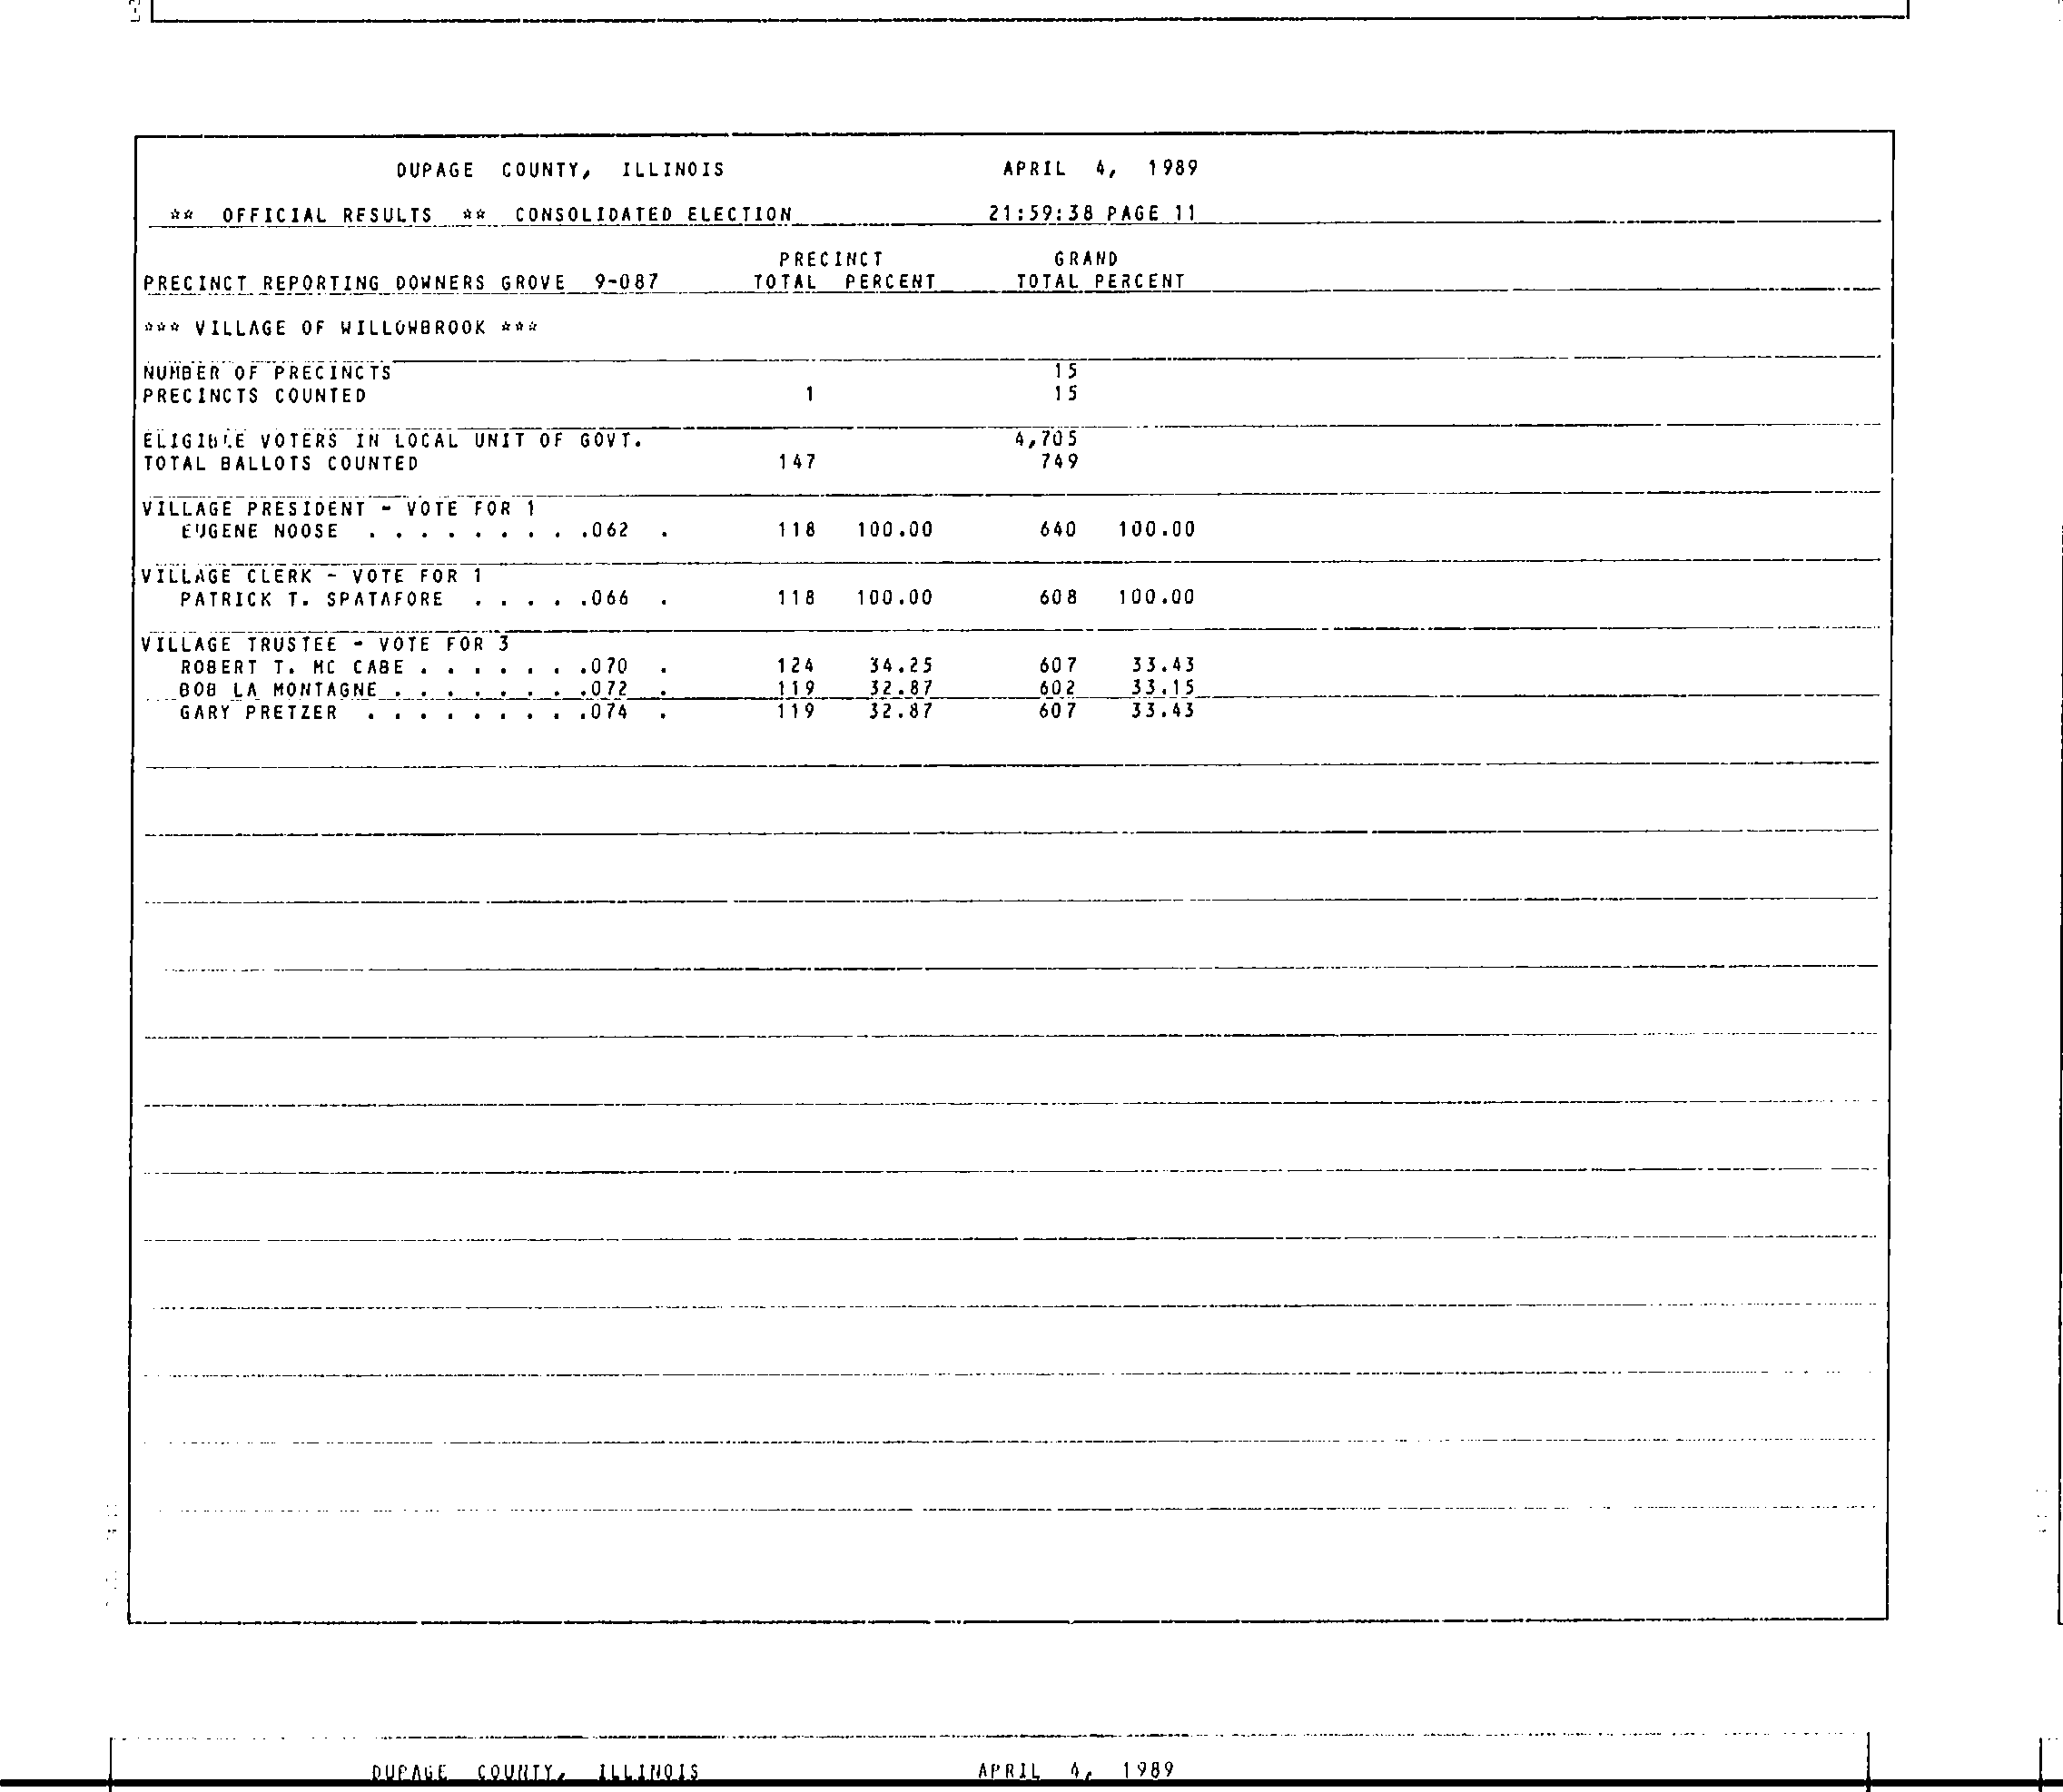 DUPAGE COUNTY, ILLINOIS APRIL 4, 1989
** OFFICIAL RESULTS ** CONSOLIDATED ELECTION 21:59:38 PAGE 11
PRECINCT GRAND
PRECINCT REPORTING DOWNERS GROVE 9-087 TOTAL PERCENT TOTAL PERCENT
*** VILLAGE OF WILLOWBROOK ***
NUMBER OF PRECINCTS 15
PRECINCTS COUNTED 1 15
ELIGIBLE VOTERS IN LOCAL UNIT OF GOVT. 4,705
TOTAL BALLOTS COUNTED 147 749
VILLAGE PRESIDENT - VOTE FOR 1
EUGENE NOOSE . . . . . . . . .062 . 118 100.00 640 100.00
VILLAGE CLERK - VOTE FOR 1
PATRICK T. SPATAFORE . . . . .066 . 118 100.00 608 100.00
VILLAGE TRUSTEE - VOTE FOR 3
ROBERT T. MC CABE . . . . . . .070 . 124 34.25 607 33.43
BOB LA MONTAGNE . . . . . . . .072 . 119 32.87 602 33.15
GARY PRETZER . . . . . . . . .074 . 119 32.87 607 33.43
DUPAGE COUNTY, ILLINOIS APRIL 4, 1989